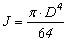 J = π · D⁴ / 64